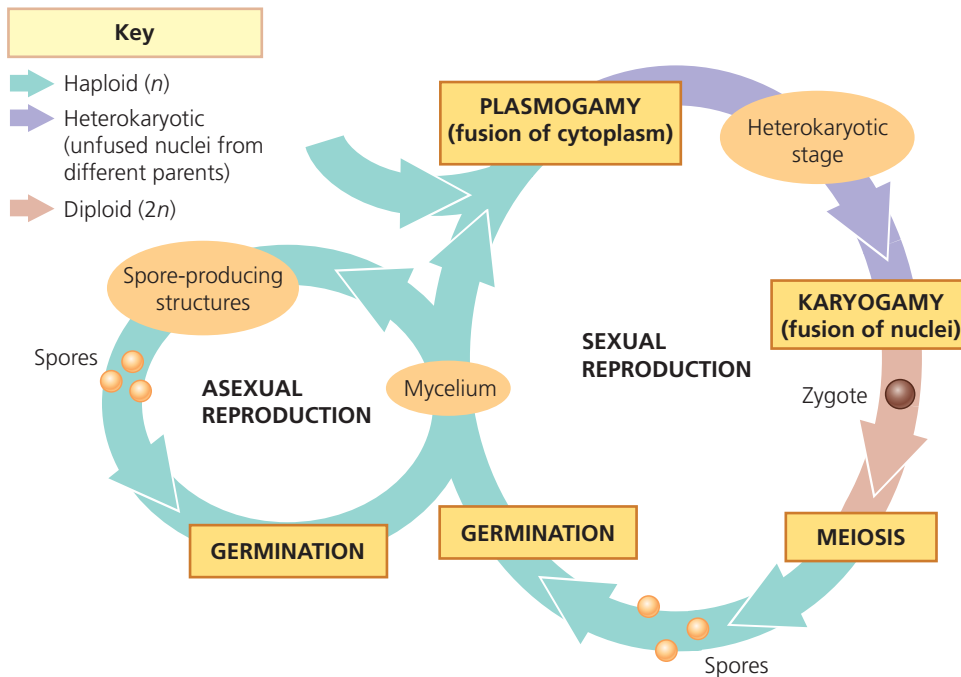 Key
Haploid (n)
Heterokaryotic
(unfused nuclei from
different parents)
Diploid (2n)
PLASMOGAMY
(fusion of cytoplasm)
Heterokaryotic
stage
KARYOGAMY
(fusion of nuclei)
Zygote
MEIOSIS
Spores
GERMINATION
SEXUAL
REPRODUCTION
Mycelium
Spore-producing
structures
Spores
ASEXUAL
REPRODUCTION
GERMINATION